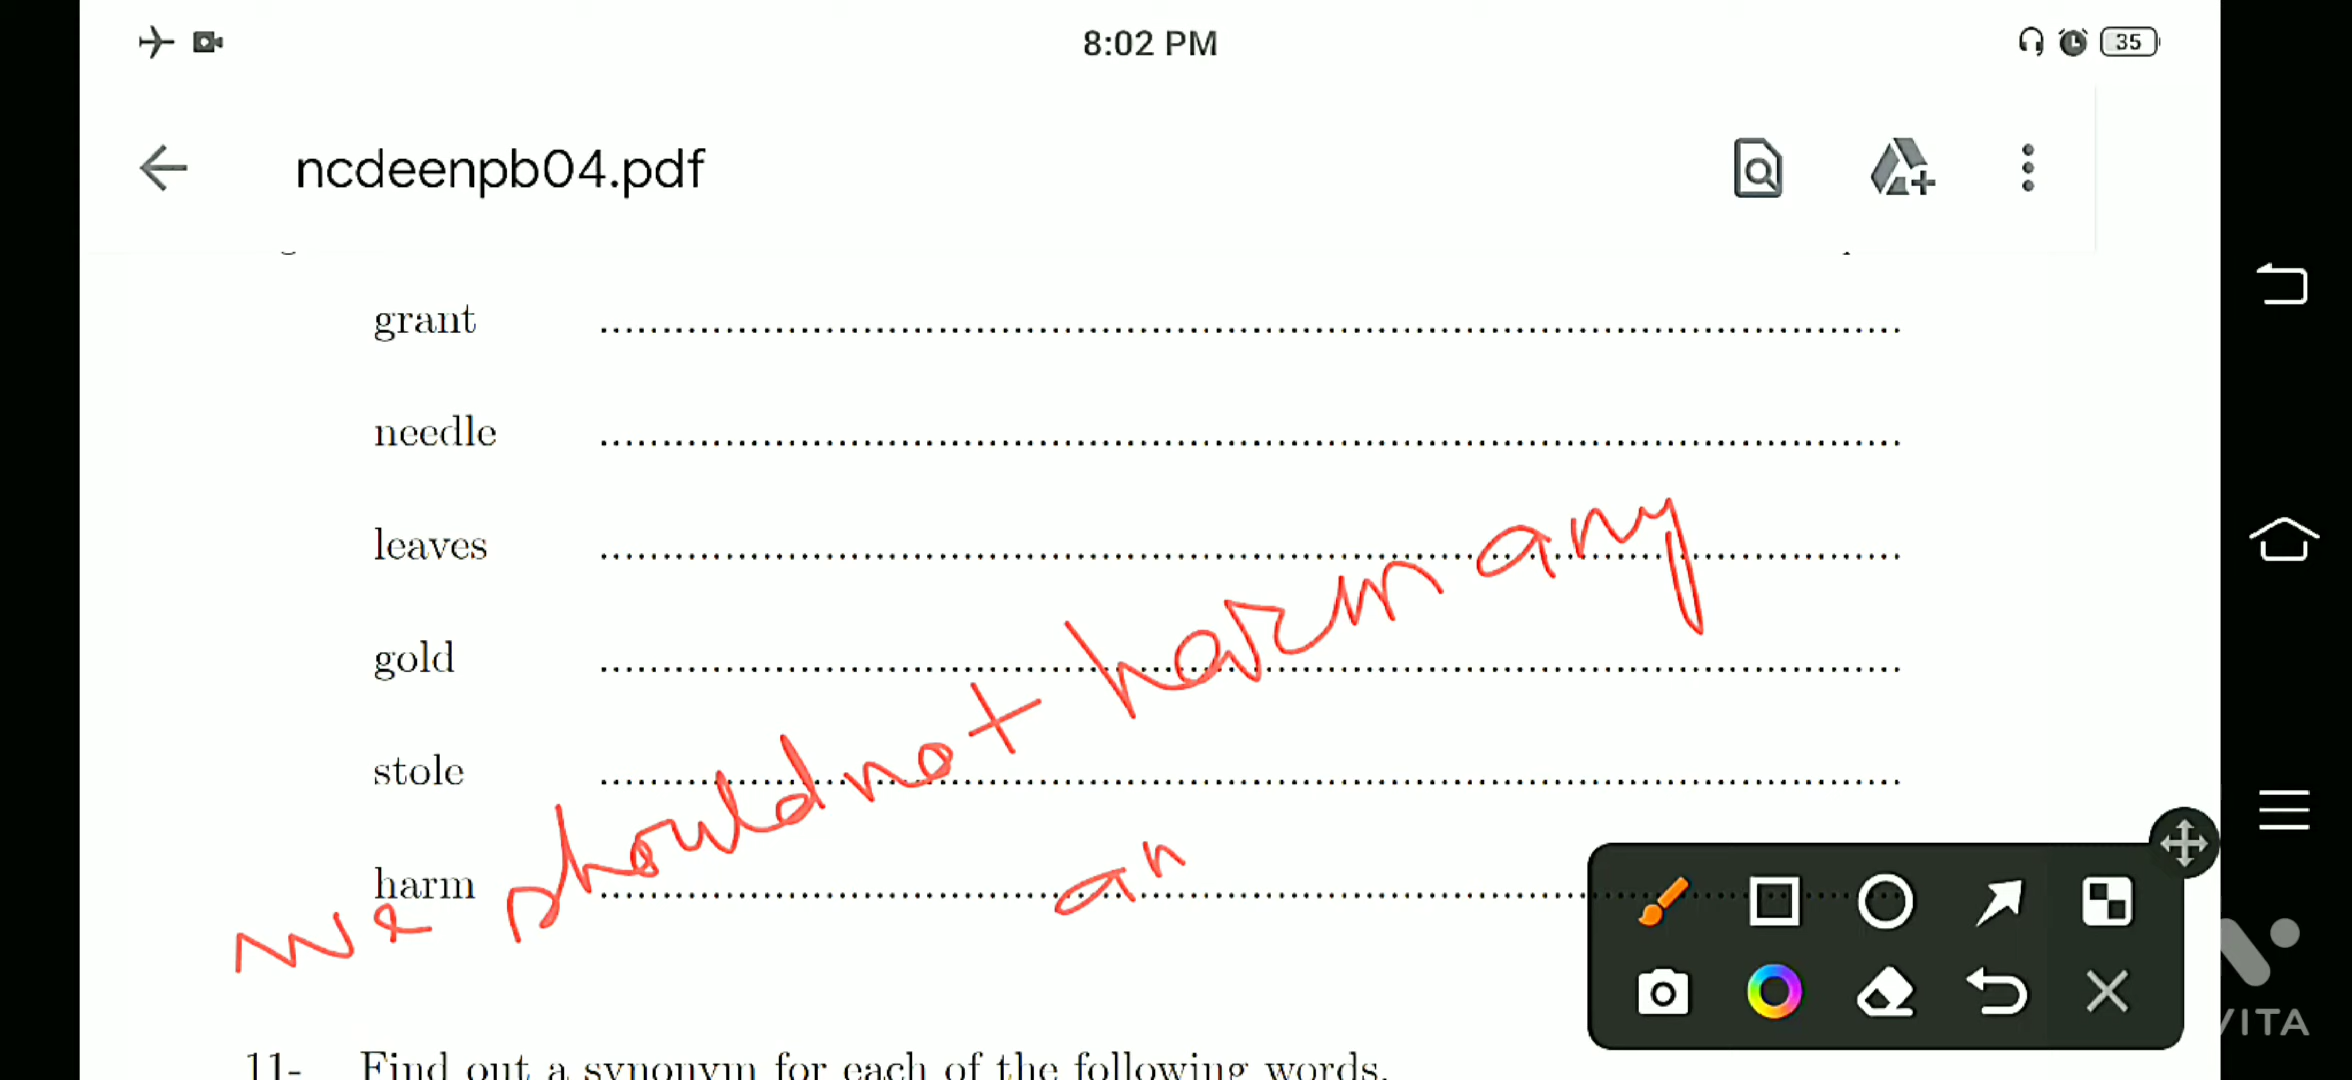 8:02 PM
35
ncdeenpb04.pdf
grant ........................................................................................................
needle ........................................................................................................
leaves ........................................................................................................
gold ........................................................................................................
stole ........................................................................................................
harm ........................................................................................................
We should not harm any
an
11- Find out a synonym for each of the following words.
VITA